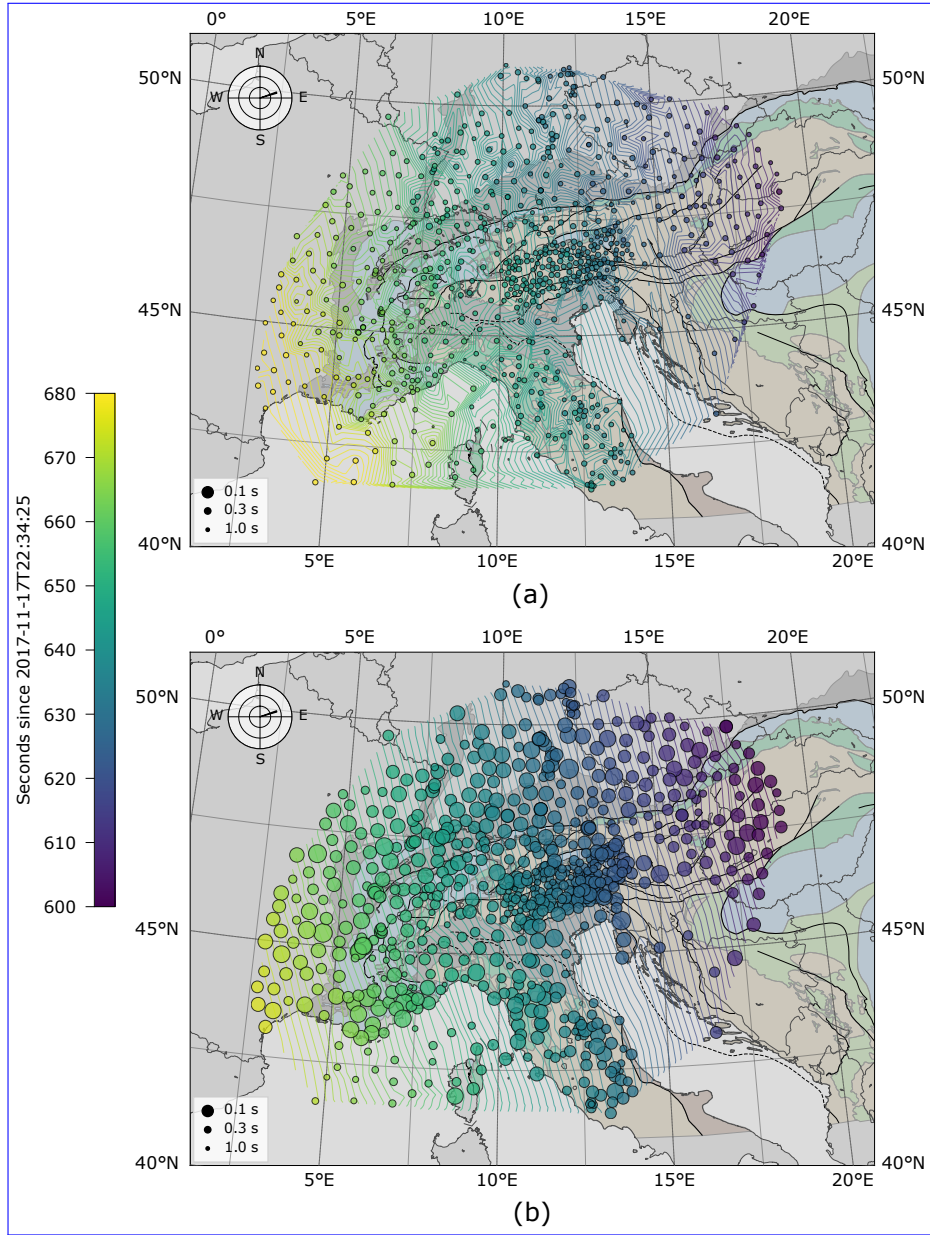 0° 5°E 10°E 15°E 20°E
50°N 50°N
N
W E
S
45°N 45°N
0.1 s
0.3 s
1.0 s
40°N 40°N
5°E 10°E 15°E 20°E
(a)
680
670
660
650
640
630
620
610
600
Seconds since 2017-11-17T22:34:25
0° 5°E 10°E 15°E 20°E
50°N 50°N
N
W E
S
45°N 45°N
0.1 s
0.3 s
1.0 s
40°N 40°N
5°E 10°E 15°E 20°E
(b)